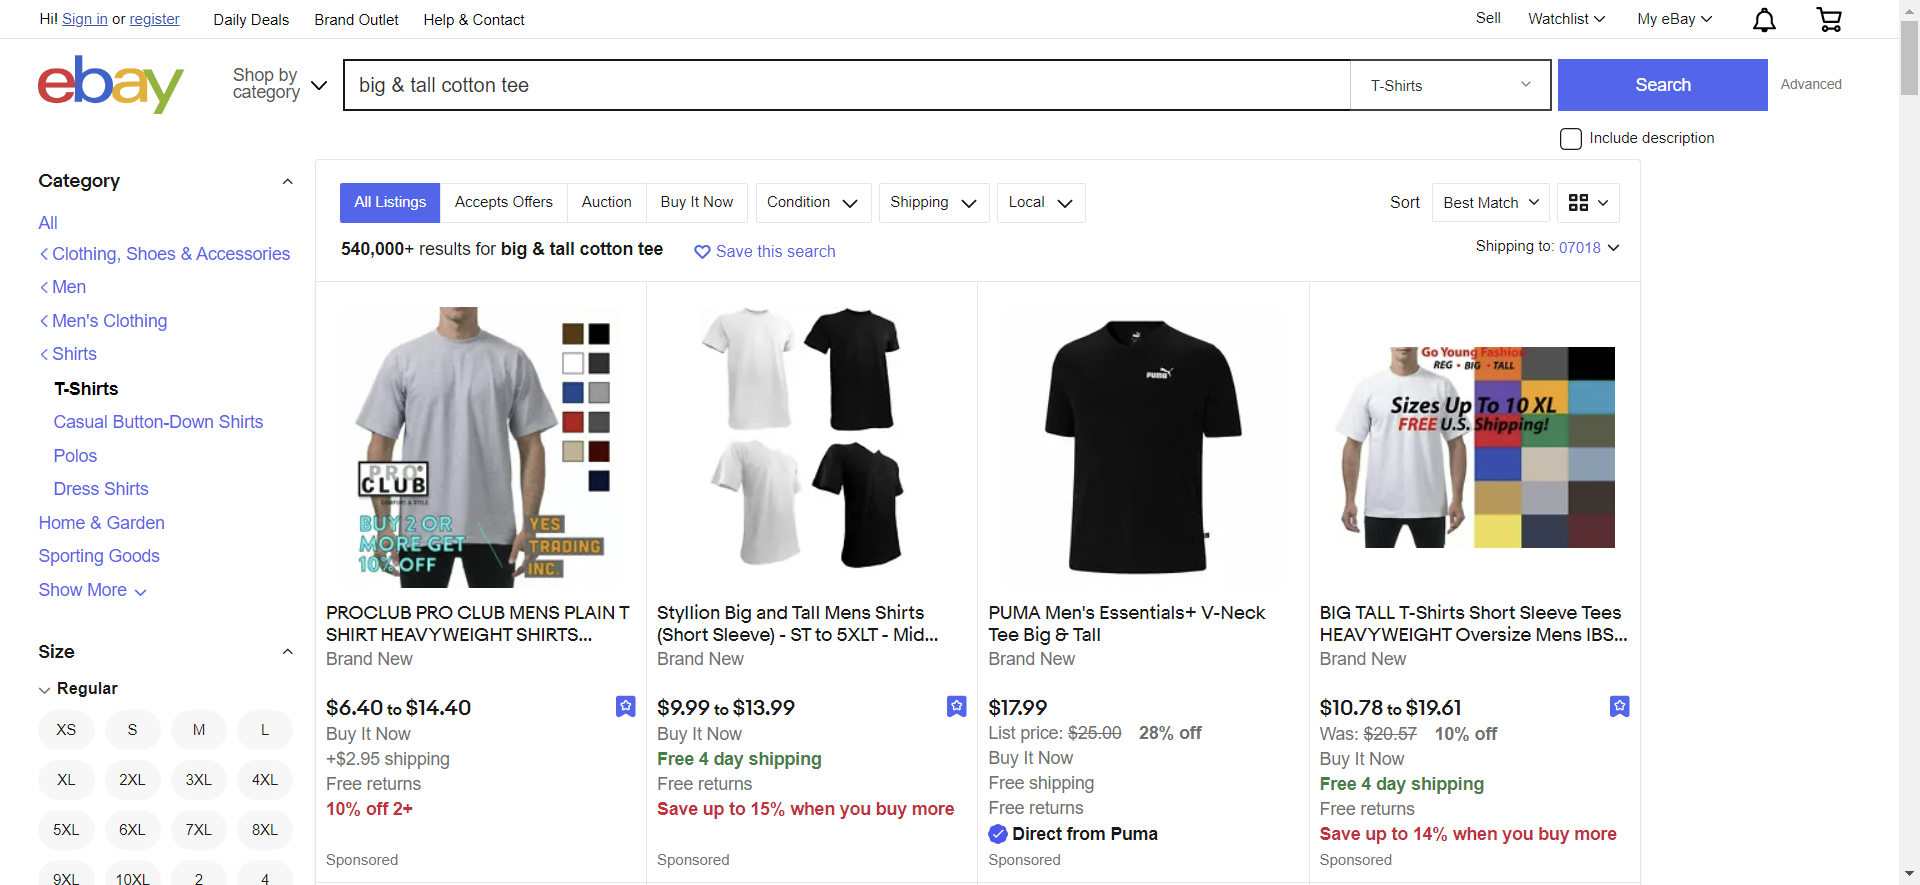 Hi! Sign in or register
Daily Deals
Brand Outlet
Help & Contact
Sell
Watchlist
My eBay
ebay
Shop by
category
big & tall cotton tee
T-Shirts
Search
Advanced
Include description
Category
All
Clothing, Shoes & Accessories
Men
Men's Clothing
Shirts
T-Shirts
Casual Button-Down Shirts
Polos
Dress Shirts
Home & Garden
Sporting Goods
Show More
Size
Regular
XS S M L
XL 2XL 3XL 4XL
5XL 6XL 7XL 8XL
9XL 10XL 2 4
All Listings
Accepts Offers
Auction
Buy It Now
Condition
Shipping
Local
Sort
Best Match
540,000+ results for big & tall cotton tee
Save this search
Shipping to: 07018
PRO
CLUB
COMFORT & STYLE
BUY 2 OR
MORE GET
10% OFF
YES
TRADING
INC.
PROCLUB PRO CLUB MENS PLAIN T
SHIRT HEAVYWEIGHT SHIRTS...
Brand New
$6.40 to $14.40
Buy It Now
+$2.95 shipping
Free returns
10% off 2+
Sponsored
Styllion Big and Tall Mens Shirts
(Short Sleeve) - ST to 5XLT - Mid...
Brand New
$9.99 to $13.99
Buy It Now
Free 4 day shipping
Free returns
Save up to 15% when you buy more
Sponsored
PUMA
PUMA Men's Essentials+ V-Neck
Tee Big & Tall
Brand New
$17.99
List price: $25.00 28% off
Buy It Now
Free shipping
Free returns
Direct from Puma
Sponsored
Go Young Fashion
REG • BIG • TALL
Sizes Up To 10 XL
FREE U.S. Shipping!
BIG TALL T-Shirts Short Sleeve Tees
HEAVYWEIGHT Oversize Mens IBS...
Brand New
$10.78 to $19.61
Was: $20.57 10% off
Buy It Now
Free 4 day shipping
Free returns
Save up to 14% when you buy more
Sponsored